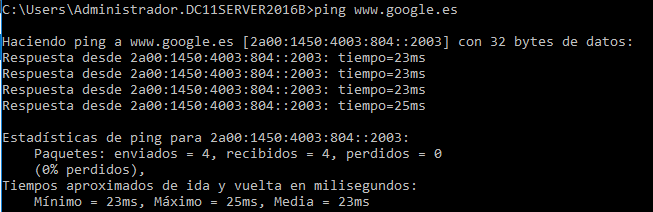 C:\Users\Administrador.DC11SERVER2016B>ping www.google.es
Haciendo ping a www.google.es [2a00:1450:4003:804::2003] con 32 bytes de datos:
Respuesta desde 2a00:1450:4003:804::2003: tiempo=23ms
Respuesta desde 2a00:1450:4003:804::2003: tiempo=23ms
Respuesta desde 2a00:1450:4003:804::2003: tiempo=23ms
Respuesta desde 2a00:1450:4003:804::2003: tiempo=25ms
Estadísticas de ping para 2a00:1450:4003:804::2003:
Paquetes: enviados = 4, recibidos = 4, perdidos = 0
(0% perdidos),
Tiempos aproximados de ida y vuelta en milisegundos:
Mínimo = 23ms, Máximo = 25ms, Media = 23ms